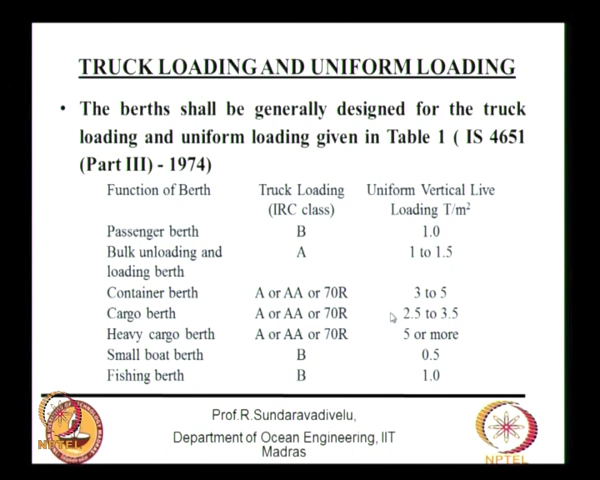 TRUCK LOADING AND UNIFORM LOADING
• The berths shall be generally designed for the truck
loading and uniform loading given in Table 1 ( IS 4651
(Part III) - 1974)
Function of Berth Truck Loading Uniform Vertical Live
(IRC class) Loading T/m²
Passenger berth B 1.0
Bulk unloading and A 1 to 1.5
loading berth
Container berth A or AA or 70R 3 to 5
Cargo berth A or AA or 70R 2.5 to 3.5
Heavy cargo berth A or AA or 70R 5 or more
Small boat berth B 0.5
Fishing berth B 1.0
Prof.R.Sundaravadivelu,
Department of Ocean Engineering, IIT
Madras
NPTEL
NPTEL